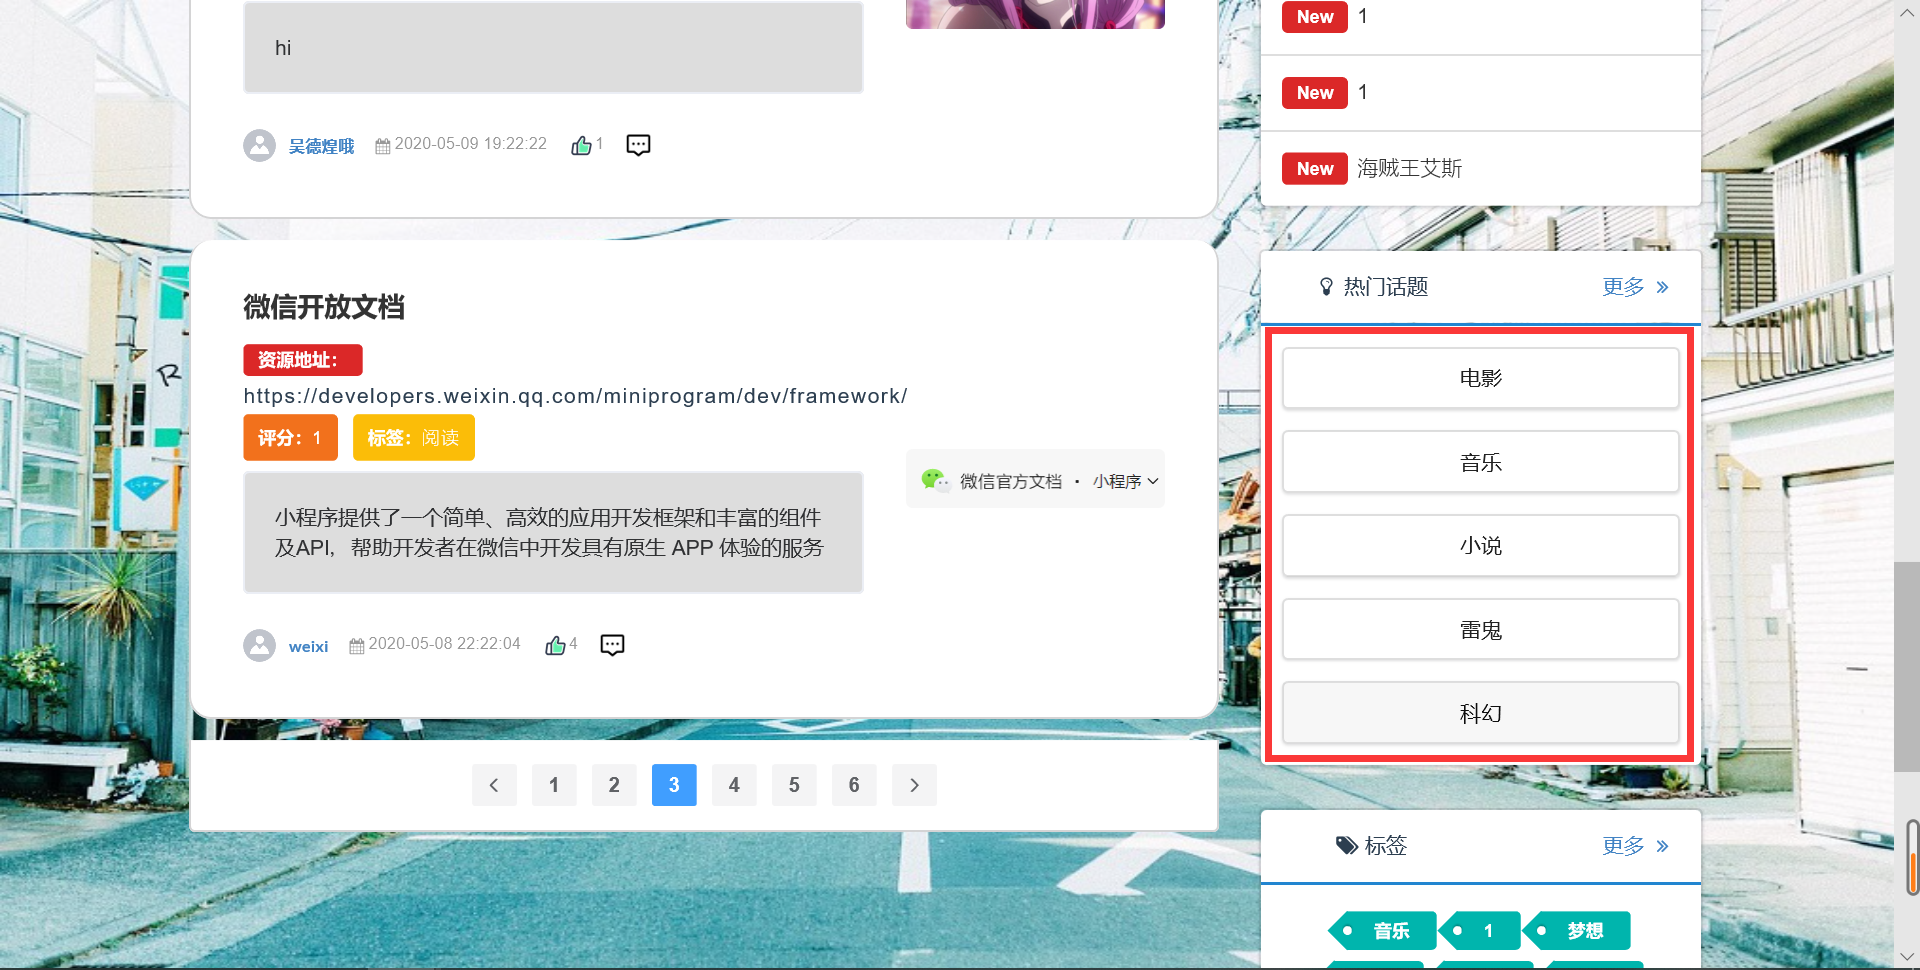 hi
吴德煌哦 2020-05-09 19:22:22 1
微信开放文档
资源地址：
https://developers.weixin.qq.com/miniprogram/dev/framework/
评分：1 标签：阅读
小程序提供了一个简单、高效的应用开发框架和丰富的组件
及API，帮助开发者在微信中开发具有原生 APP 体验的服务
微信官方文档 · 小程序
weixi 2020-05-08 22:22:04 4
1 2 3 4 5 6
New 1
New 1
New 海贼王艾斯
热门话题 更多 »
电影
音乐
小说
雷鬼
科幻
标签 更多 »
音乐 1 梦想